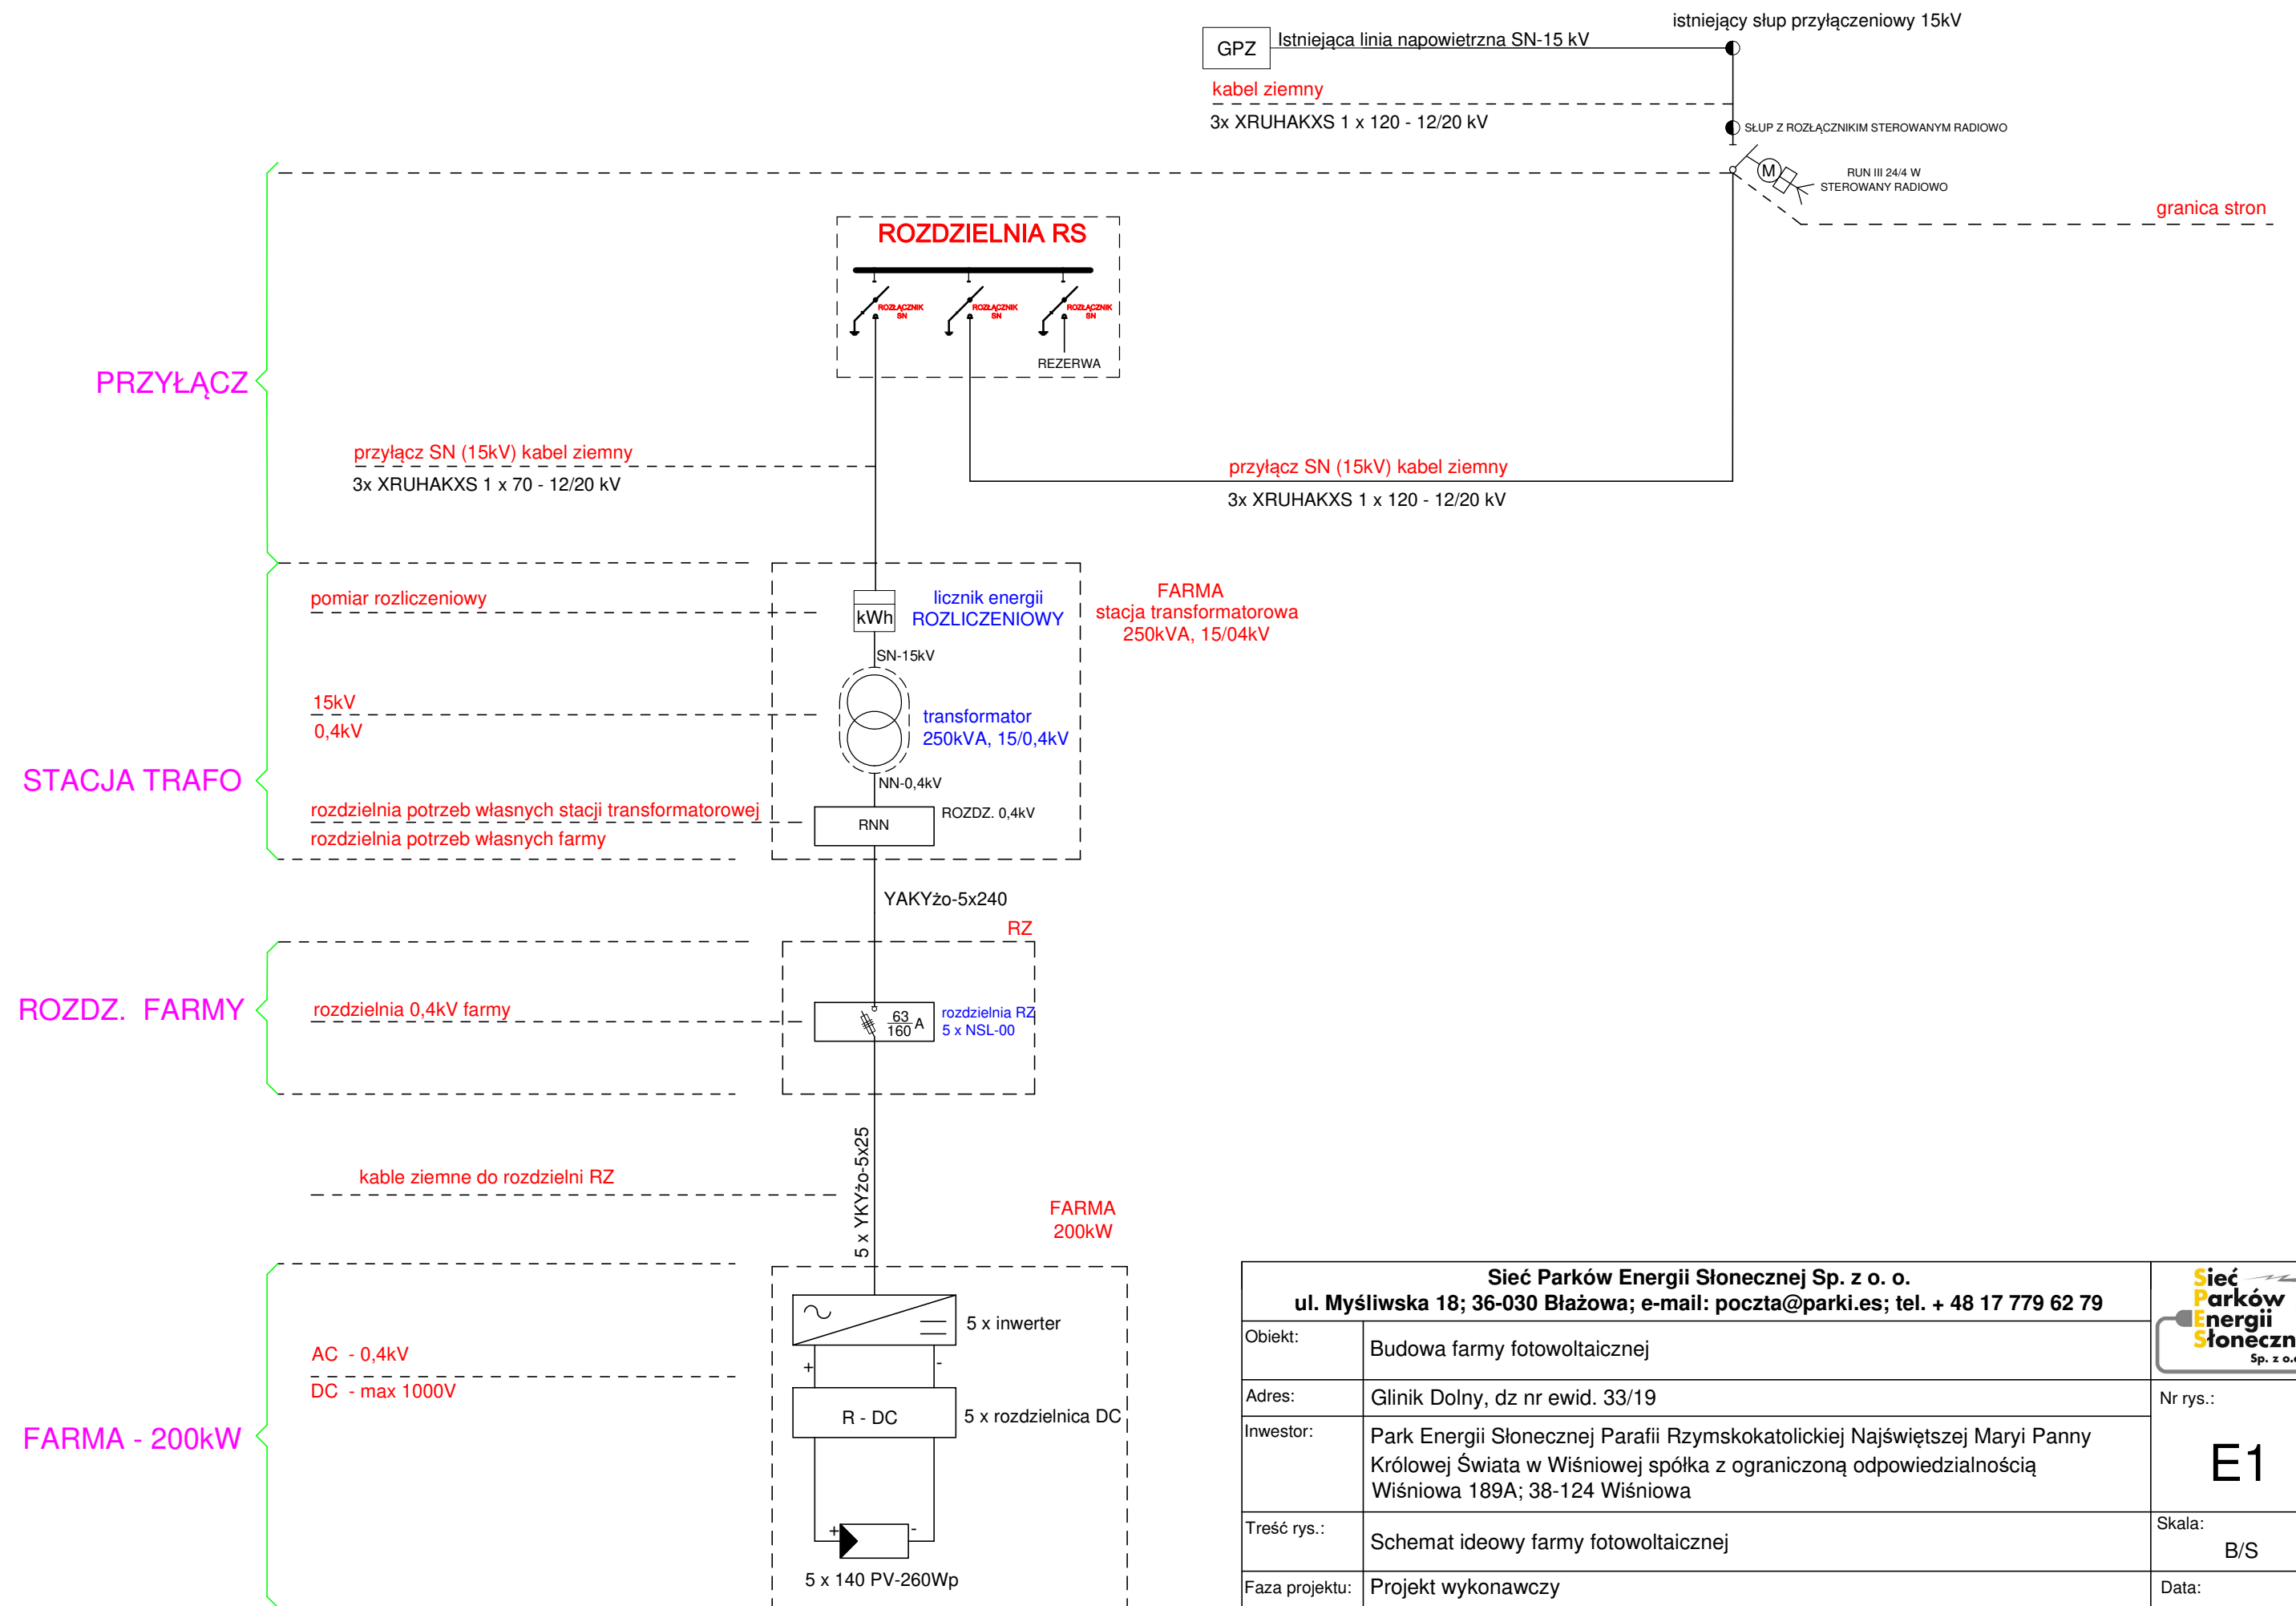 istniejący słup przyłączeniowy 15kV
GPZ
Istniejąca linia napowietrzna SN-15 kV
kabel ziemny
3x XRUHAKXS 1 x 120 - 12/20 kV
SŁUP Z ROZŁĄCZNIKIM STEROWANYM RADIOWO
M
RUN III 24/4 W
STEROWANY RADIOWO
granica stron
ROZDZIELNIA RS
ROZŁĄCZNIK
SN
ROZŁĄCZNIK
SN
ROZŁĄCZNIK
SN
REZERWA
PRZYŁĄCZ
przyłącz SN (15kV) kabel ziemny
3x XRUHAKXS 1 x 70 - 12/20 kV
przyłącz SN (15kV) kabel ziemny
3x XRUHAKXS 1 x 120 - 12/20 kV
pomiar rozliczeniowy
kWh
licznik energii
ROZLICZENIOWY
FARMA
stacja transformatorowa
250kVA, 15/04kV
SN-15kV
15kV
0,4kV
transformator
250kVA, 15/0,4kV
STACJA TRAFO
NN-0,4kV
rozdzielnia potrzeb własnych stacji transformatorowej
rozdzielnia potrzeb własnych farmy
RNN
ROZDZ. 0,4kV
YAKYżo-5x240
RZ
ROZDZ. FARMY
rozdzielnia 0,4kV farmy
63
160
A
rozdzielnia RZ
5 x NSL-00
kable ziemne do rozdzielni RZ
5 x YKYżo-5x25
FARMA
200kW
5 x inwerter
AC - 0,4kV
DC - max 1000V
+
-
R - DC
5 x rozdzielnica DC
FARMA - 200kW
+
-
5 x 140 PV-260Wp
Sieć Parków Energii Słonecznej Sp. z o. o.
ul. Myśliwska 18; 36-030 Błażowa; e-mail: poczta@parki.es; tel. + 48 17 779 62 79
Sieć
Parków
Energii
Słoneczn
Sp. z o.
Obiekt:
Budowa farmy fotowoltaicznej
Adres:
Glinik Dolny, dz nr ewid. 33/19
Nr rys.:
E1
Inwestor:
Park Energii Słonecznej Parafii Rzymskokatolickiej Najświętszej Maryi Panny
Królowej Świata w Wiśniowej spółka z ograniczoną odpowiedzialnością
Wiśniowa 189A; 38-124 Wiśniowa
Treść rys.:
Schemat ideowy farmy fotowoltaicznej
Skala:
B/S
Faza projektu:
Projekt wykonawczy
Data: